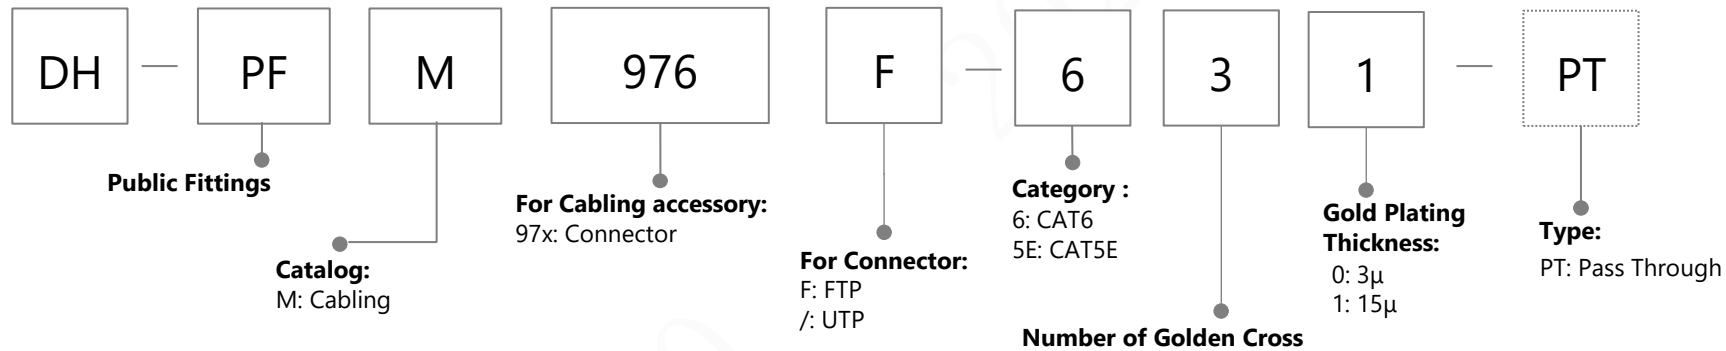 DH — PF M 976 F — 6 3 1 — PT
Public Fittings
Catalog:
M: Cabling
For Cabling accessory:
97x: Connector
For Connector:
F: FTP
/: UTP
Category :
6: CAT6
5E: CAT5E
Number of Golden Cross
Gold Plating
Thickness:
0: 3µ
1: 15µ
Type:
PT: Pass Through